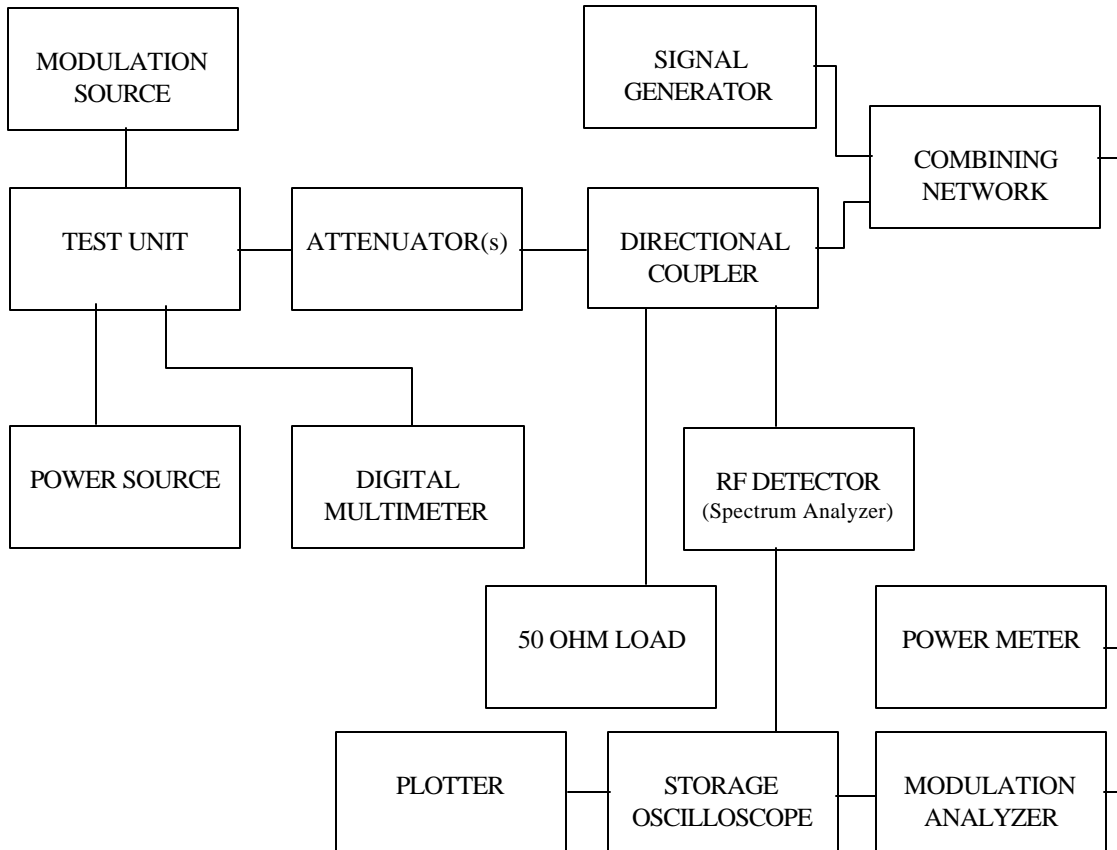 MODULATION
SOURCE
SIGNAL
GENERATOR
COMBINING
NETWORK
TEST UNIT
ATTENUATOR(s)
DIRECTIONAL
COUPLER
POWER SOURCE
DIGITAL
MULTIMETER
RF DETECTOR
(Spectrum Analyzer)
50 OHM LOAD
POWER METER
PLOTTER
STORAGE
OSCILLOSCOPE
MODULATION
ANALYZER